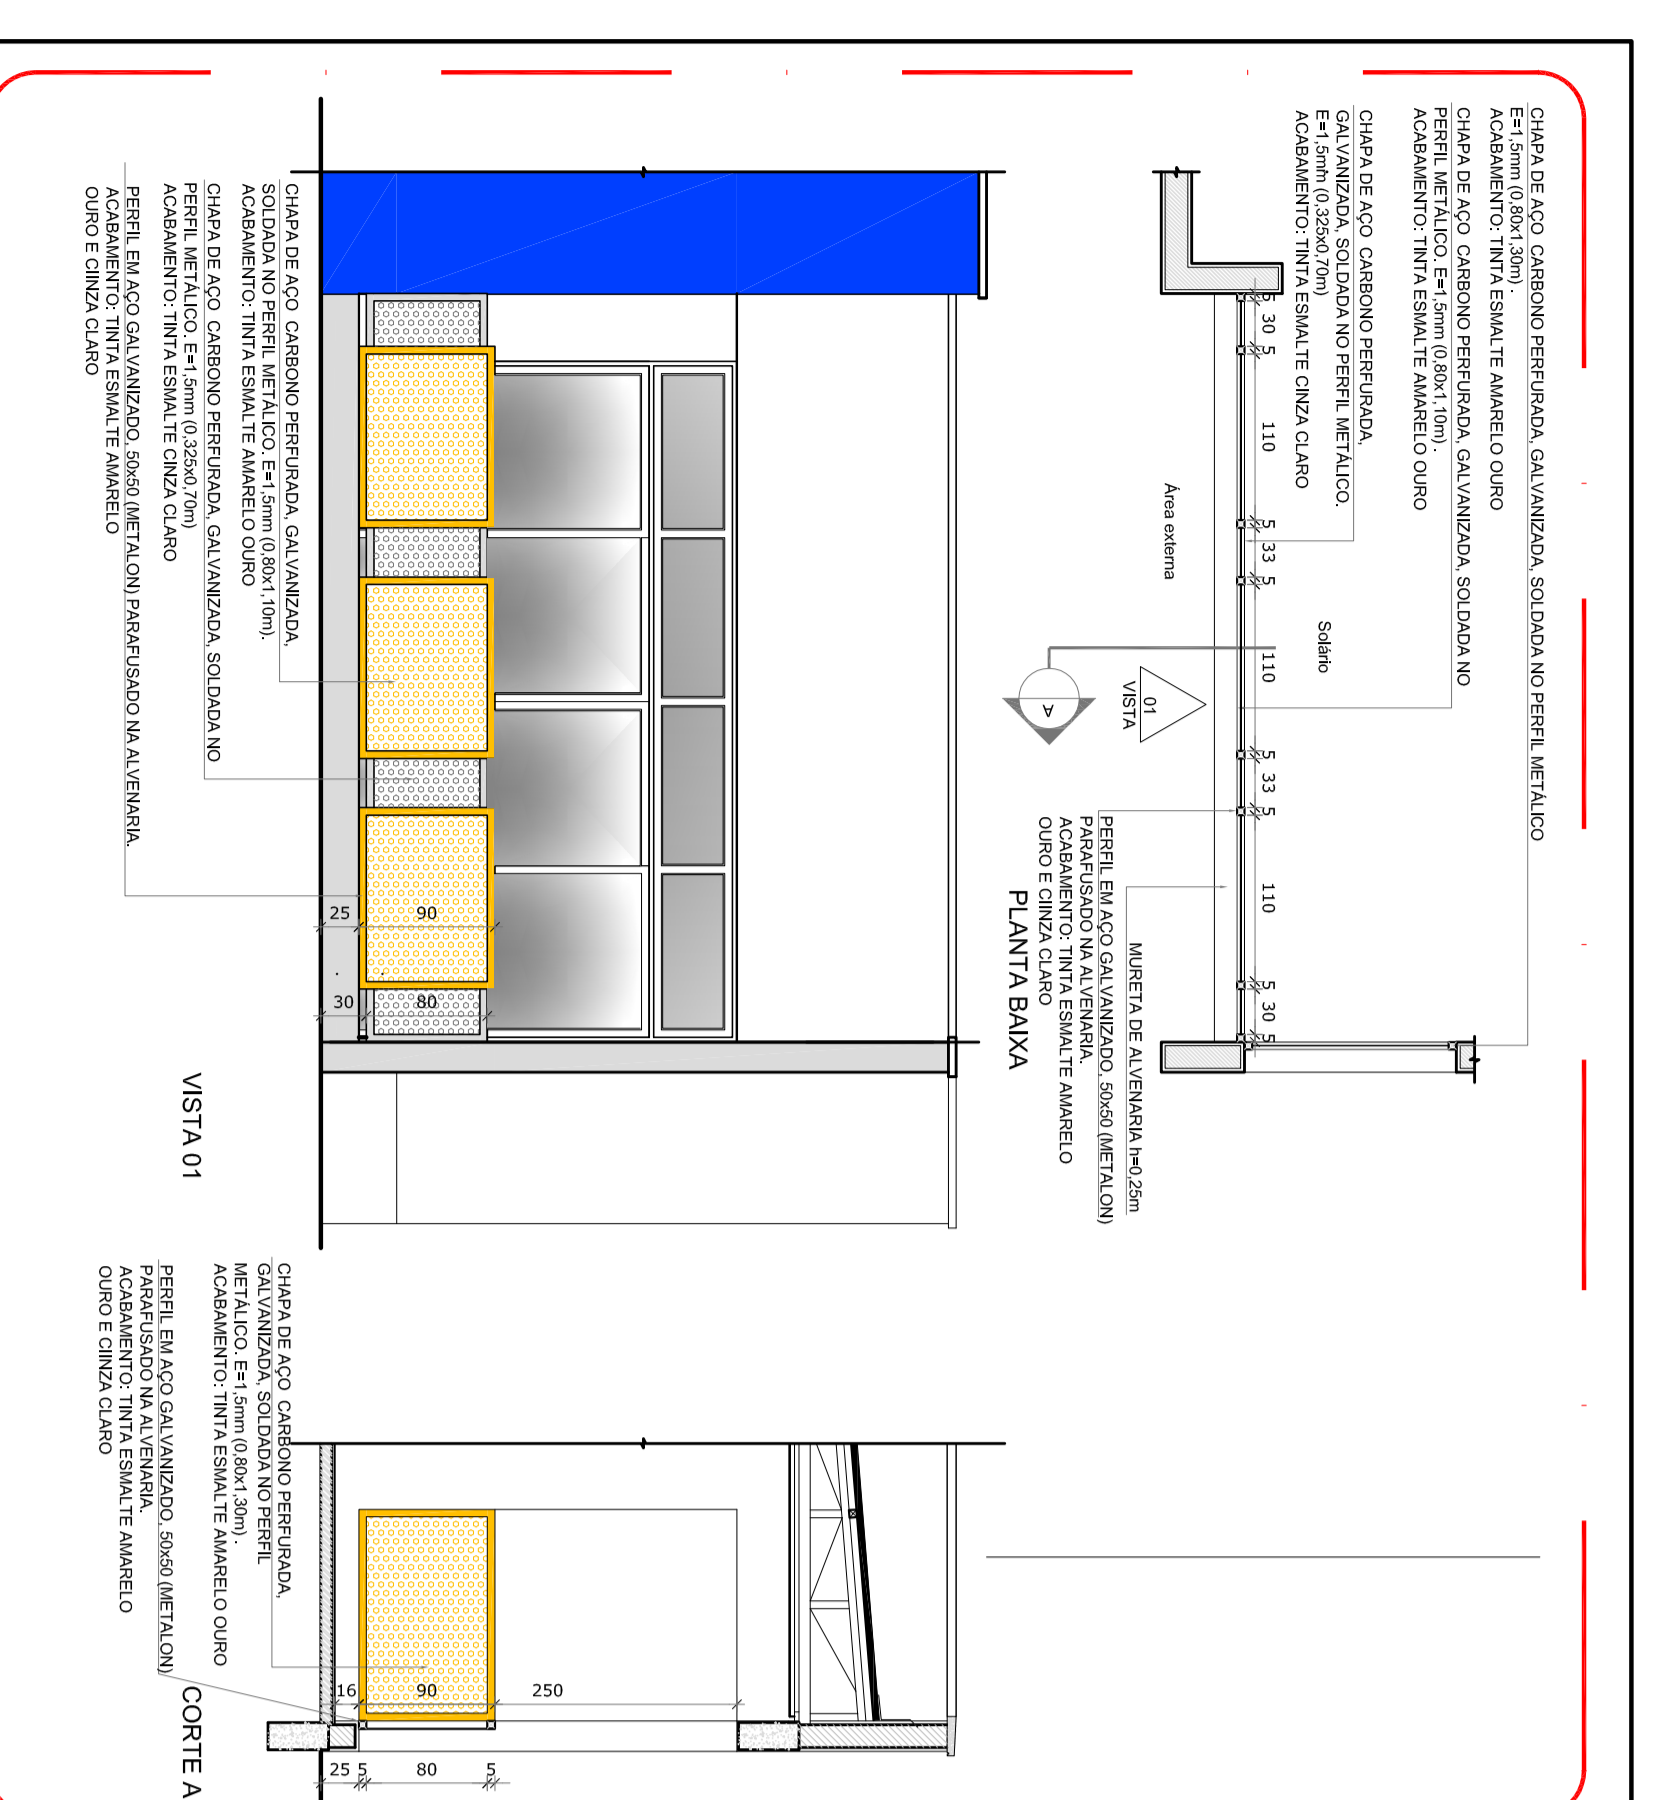 CHAPA DE AÇO CARBONO PERFURADA, GALVANIZADA, SOLDADA NO PERFIL METÁLICO
E=1,5mm (0,80x1,30m) .
ACABAMENTO: TINTA ESMALTE AMARELO OURO
CHAPA DE AÇO CARBONO PERFURADA, GALVANIZADA, SOLDADA NO
PERFIL METÁLICO. E=1,5mm (0,80x1,10m) .
ACABAMENTO: TINTA ESMALTE AMARELO OURO
CHAPA DE AÇO CARBONO PERFURADA,
GALVANIZADA, SOLDADA NO PERFIL METÁLICO.
E=1,5mm (0,325x0,70m)
ACABAMENTO: TINTA ESMALTE CINZA CLARO
Solário
5 30 5 110 5 33 5 110 5 33 5 110 5 30 5
Área externa
01
VISTA
A
MURETA DE ALVENARIA h=0,25m
PERFIL EM AÇO GALVANIZADO, 50x50 (METALON)
PARAFUSADO NA ALVENARIA.
ACABAMENTO: TINTA ESMALTE AMARELO
OURO E CIINZA CLARO
PLANTA BAIXA
25
90
30
80
CHAPA DE AÇO CARBONO PERFURADA, GALVANIZADA,
SOLDADA NO PERFIL METÁLICO. E=1,5mm (0,80x1,10m).
ACABAMENTO: TINTA ESMALTE AMARELO OURO
CHAPA DE AÇO CARBONO PERFURADA, GALVANIZADA, SOLDADA NO
PERFIL METÁLICO. E=1,5mm (0,325x0,70m)
ACABAMENTO: TINTA ESMALTE CINZA CLARO
PERFIL EM AÇO GALVANIZADO, 50x50 (METALON) PARAFUSADO NA ALVENARIA.
ACABAMENTO: TINTA ESMALTE AMARELO
OURO E CIINZA CLARO
VISTA 01
CHAPA DE AÇO CARBONO PERFURADA,
GALVANIZADA, SOLDADA NO PERFIL
METÁLICO. E=1,5mm (0,80x1,30m) .
ACABAMENTO: TINTA ESMALTE AMARELO OURO
PERFIL EM AÇO GALVANIZADO, 50x50 (METALON)
PARAFUSADO NA ALVENARIA.
ACABAMENTO: TINTA ESMALTE AMARELO
OURO E CIINZA CLARO
16
90
250
25
5
80
5
CORTE A